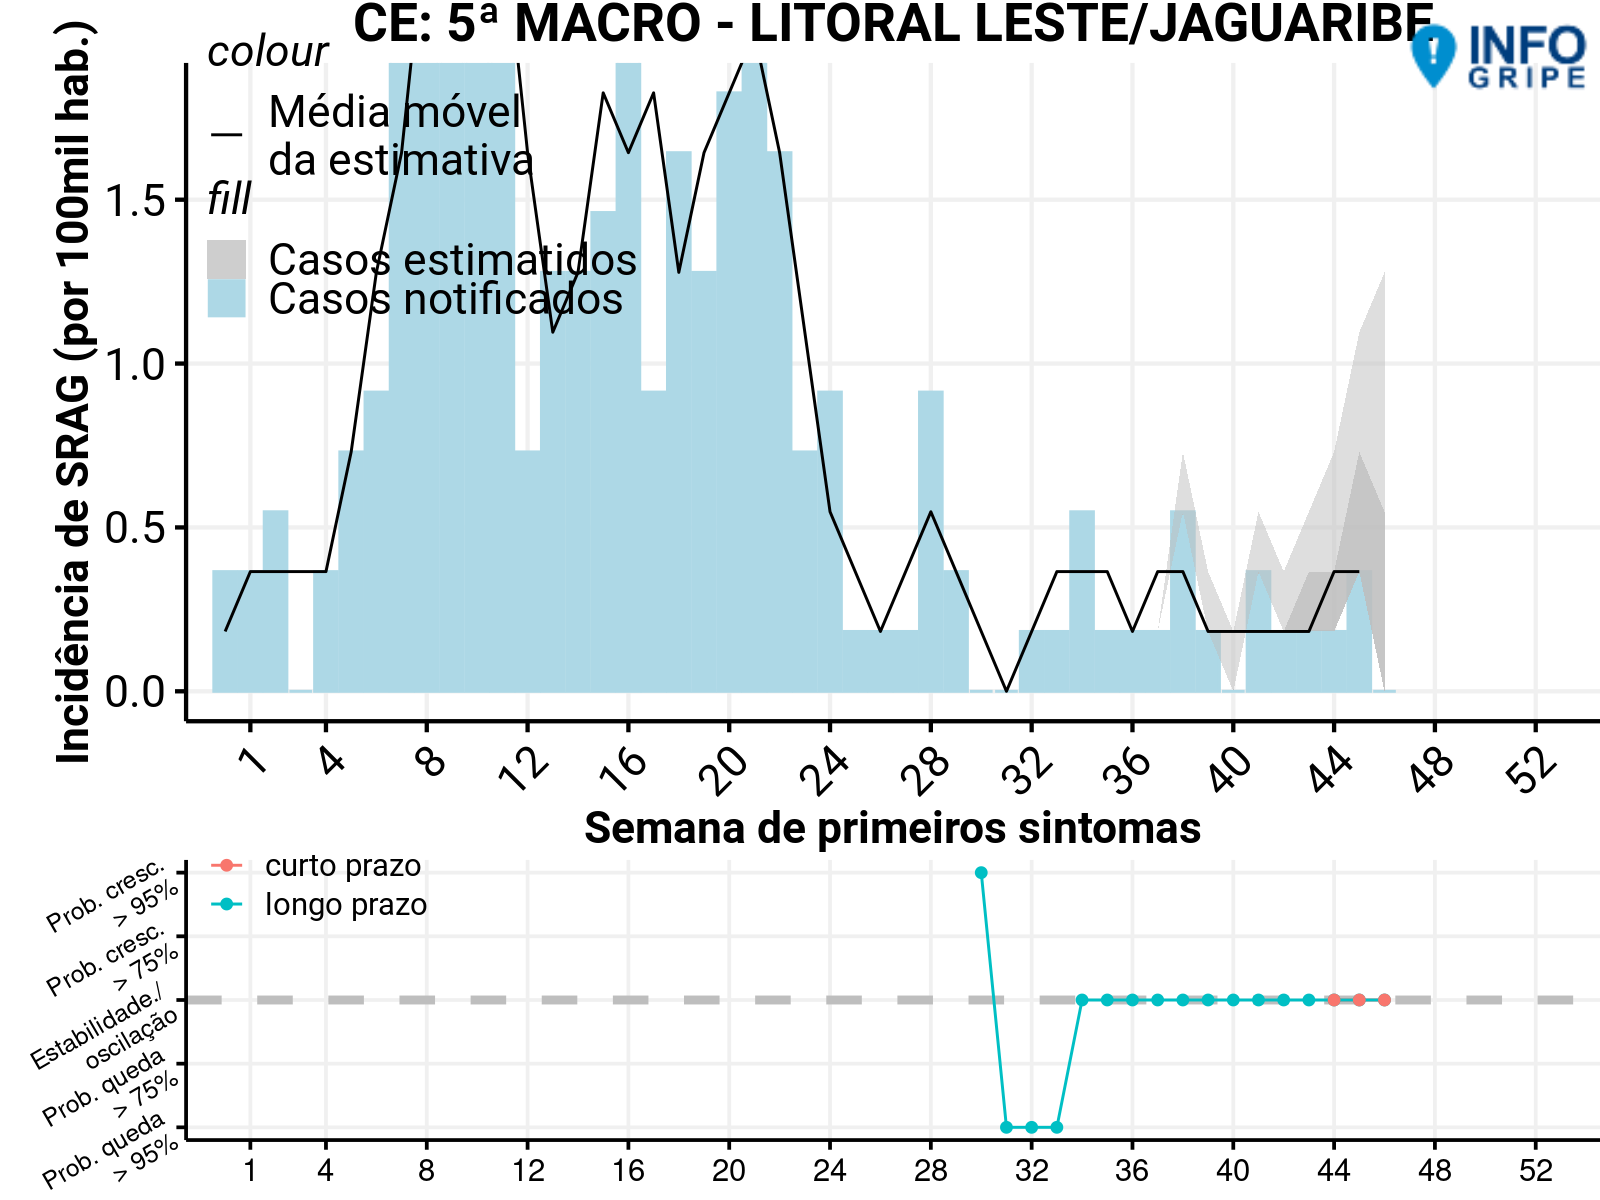 CE: 5ª MACRO - LITORAL LESTE/JAGUARIBE
INFO
GRIPE
colour
Média móvel
da estimativa
fill
Casos estimatidos
Casos notificados
Incidência de SRAG (por 100mil hab.)
1.5
1.0
0.5
0.0
1 4 8 12 16 20 24 28 32 36 40 44 48 52
Semana de primeiros sintomas
curto prazo
longo prazo
Prob. cresc.
> 95%
Prob. cresc.
> 75%
Estabilidade./
oscilação
Prob. queda
> 75%
Prob. queda
> 95%
1 4 8 12 16 20 24 28 32 36 40 44 48 52